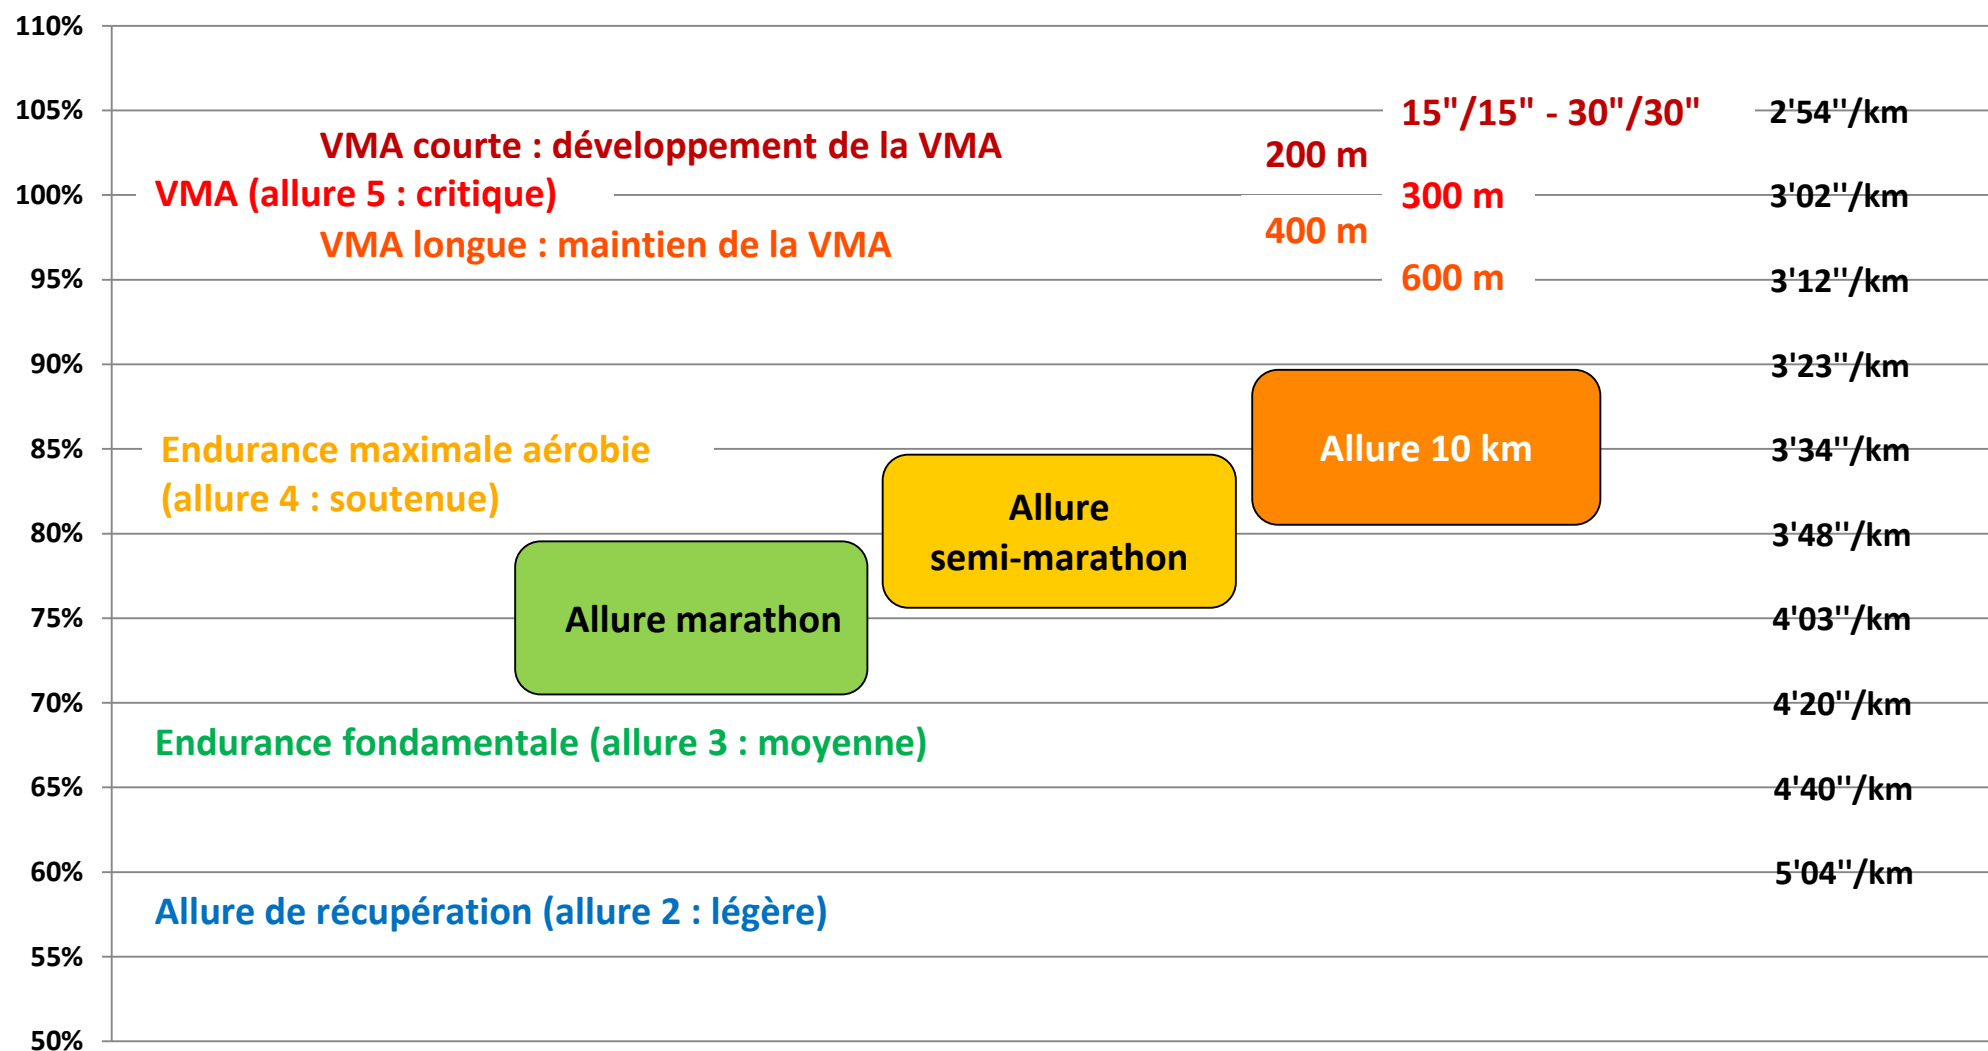 110%
105%
15"/15" - 30"/30"
2'54''/km
VMA courte : développement de la VMA
200 m
100%
VMA (allure 5 : critique)
300 m
3'02''/km
VMA longue : maintien de la VMA
400 m
95%
600 m
3'12''/km
90%
3'23''/km
85%
Endurance maximale aérobie
(allure 4 : soutenue)
Allure 10 km
3'34''/km
80%
Allure
semi-marathon
3'48''/km
75%
Allure marathon
4'03''/km
70%
4'20''/km
Endurance fondamentale (allure 3 : moyenne)
65%
4'40''/km
60%
5'04''/km
Allure de récupération (allure 2 : légère)
55%
50%